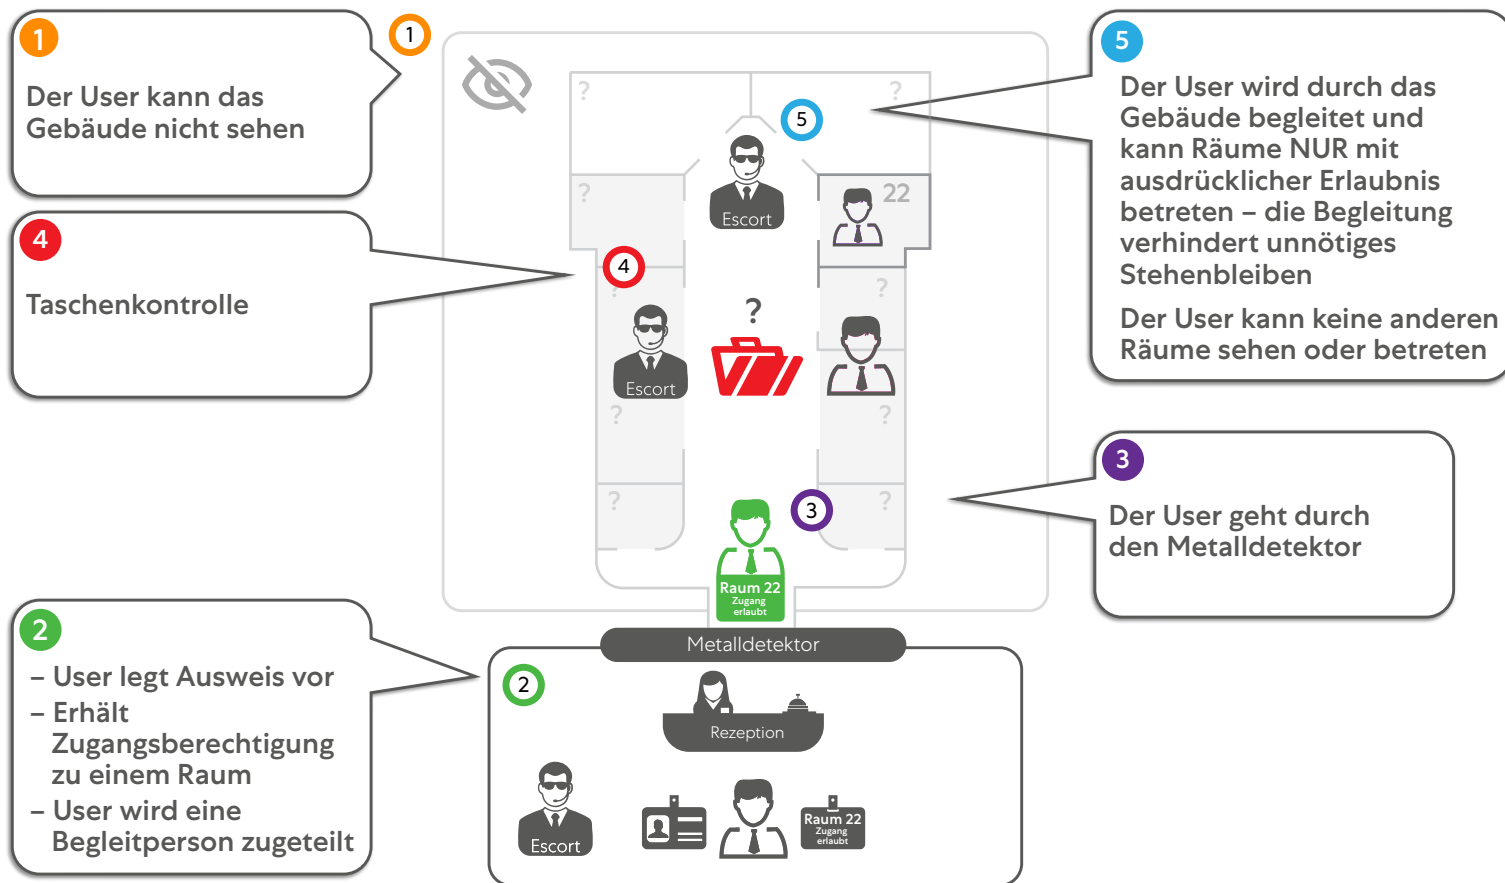 1
Der User kann das
Gebäude nicht sehen
1
4
Taschenkontrolle
2
– User legt Ausweis vor
– Erhält
Zugangsberechtigung
zu einem Raum
– User wird eine
Begleitperson zugeteilt
?
?
5
Escort
?
22
4
?
?
Escort
?
?
?
?
3
?
Raum 22
Zugang
erlaubt
Metalldetektor
2
Rezeption
Escort
Raum 22
Zugang
erlaubt
5
Der User wird durch das
Gebäude begleitet und
kann Räume NUR mit
ausdrücklicher Erlaubnis
betreten – die Begleitung
verhindert unnötiges
Stehenbleiben
Der User kann keine anderen
Räume sehen oder betreten
3
Der User geht durch
den Metalldetektor